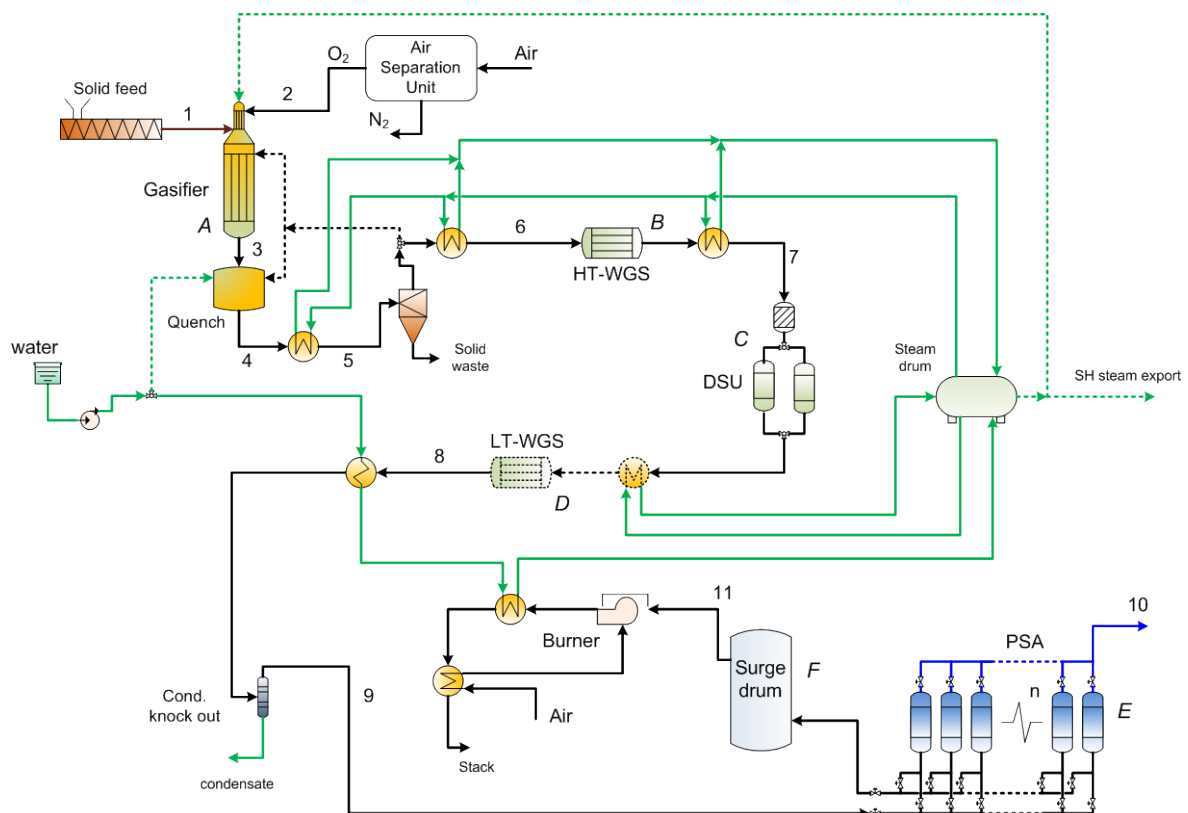 O2
Air
Separation
Unit
Air
Solid feed
2
1
N2
Gasifier
A
6
B
3
HT-WGS
7
Quench
C
water
4
5
Solid
waste
DSU
Steam
drum
SH steam export
LT-WGS
8
D
11
10
Burner
PSA
Surge
drum
F
n
E
Cond.
knock out
9
Air
Stack
condensate